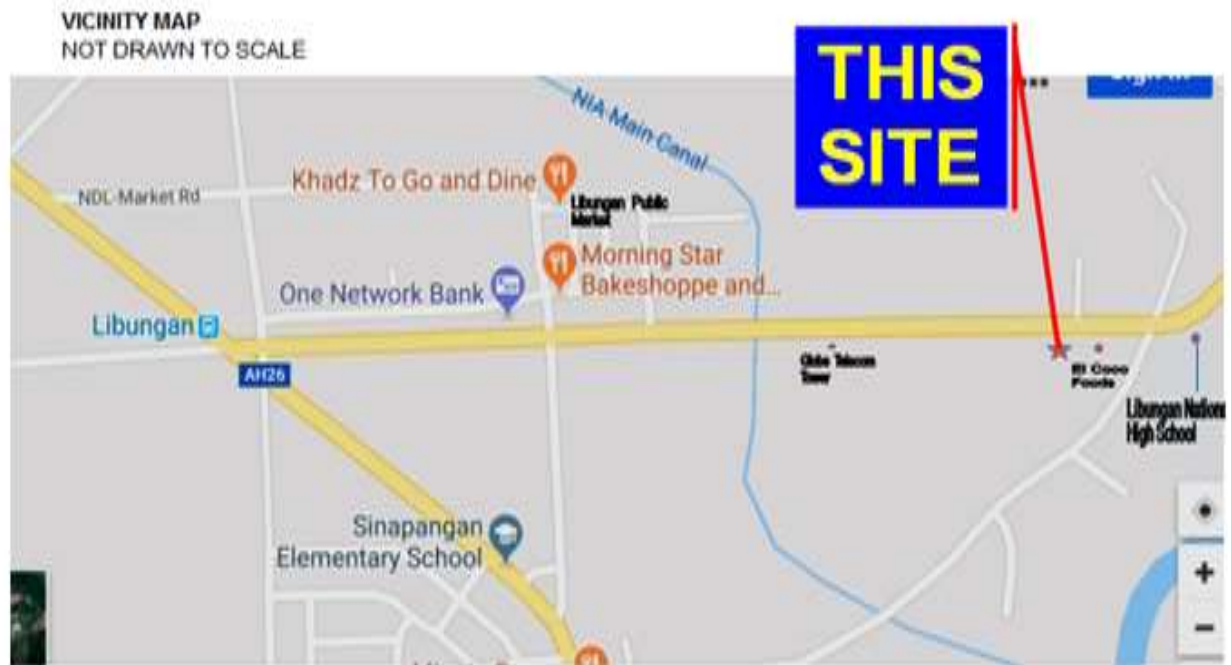 VICINITY MAP
NOT DRAWN TO SCALE
THIS
SITE
...
NIA-Main-Canal
Khadz To Go and Dine
NDL-Market Rd
Libungan Public
Market
Morning Star
Bakeshoppe and...
One Network Bank
Libungan
AH26
Globe Telecom
Tower
El Coco
Foods
Libungan Nationa
High School
Sinapangan
Elementary School
+
−